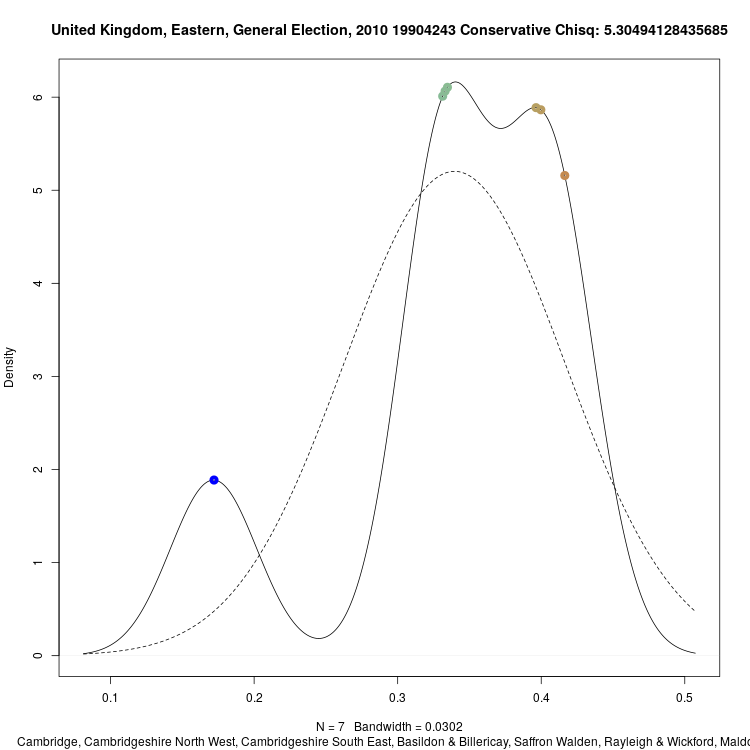 United Kingdom, Eastern, General Election, 2010 19904243 Conservative Chisq: 5.30494128435685
Density
6
5
4
3
2
1
0
0.1 0.2 0.3 0.4 0.5
N = 7 Bandwidth = 0.0302
Cambridge, Cambridgeshire North West, Cambridgeshire South East, Basildon & Billericay, Saffron Walden, Rayleigh & Wickford, Maldo